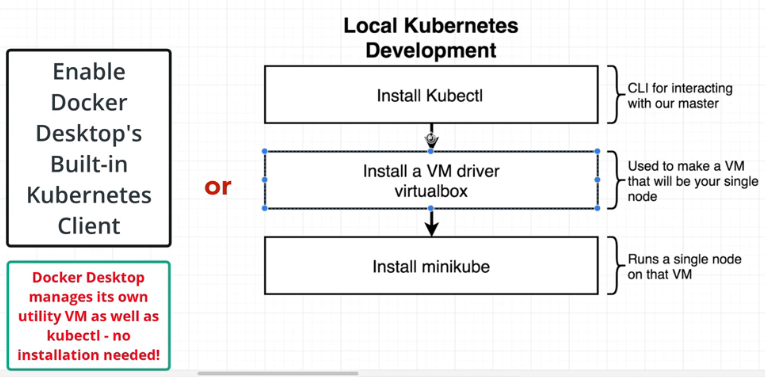 Local Kubernetes
Development
Enable
Docker
Desktop's
Built-in
Kubernetes
Client
or
Install Kubectl
CLI for interacting
with our master
Install a VM driver
virtualbox
Used to make a VM
that will be your single
node
Install minikube
Runs a single node
on that VM
Docker Desktop
manages its own
utility VM as well as
kubectl - no
installation needed!